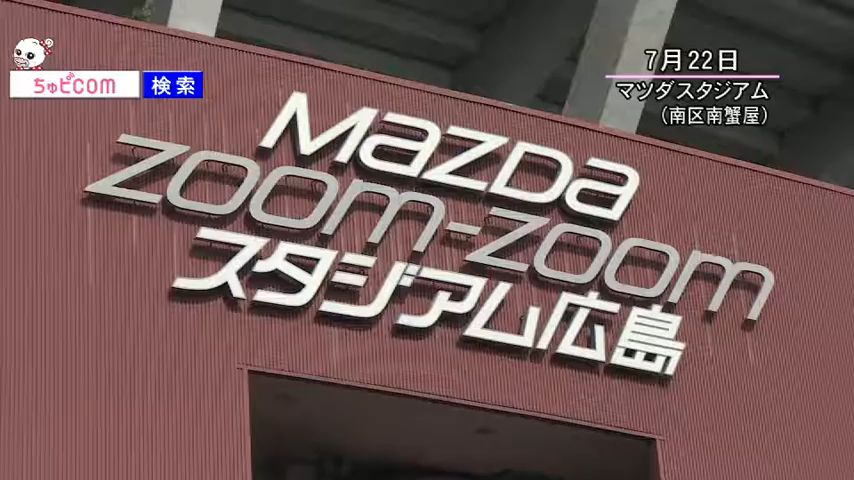 ちゅピCOM 検索
7月22日
マツダスタジアム
(南区南蟹屋)
MAZDA
ZOOM-ZOOM
スタジアム広島